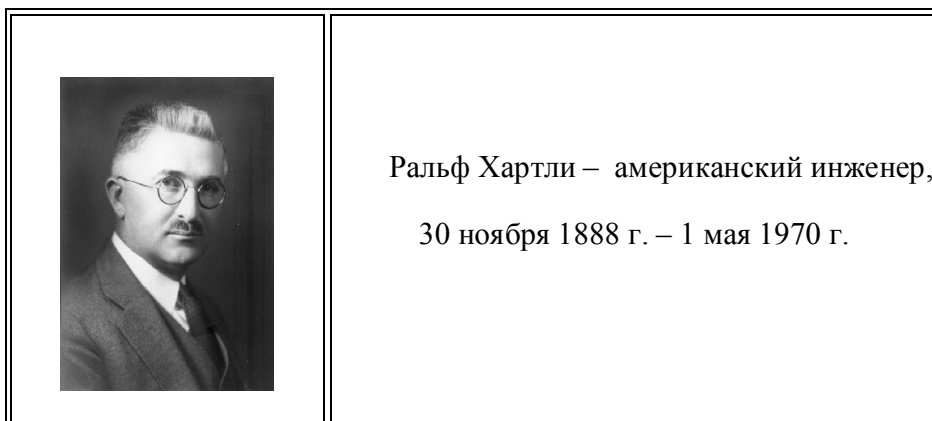 Ральф Хартли – американский инженер,
30 ноября 1888 г. – 1 мая 1970 г.